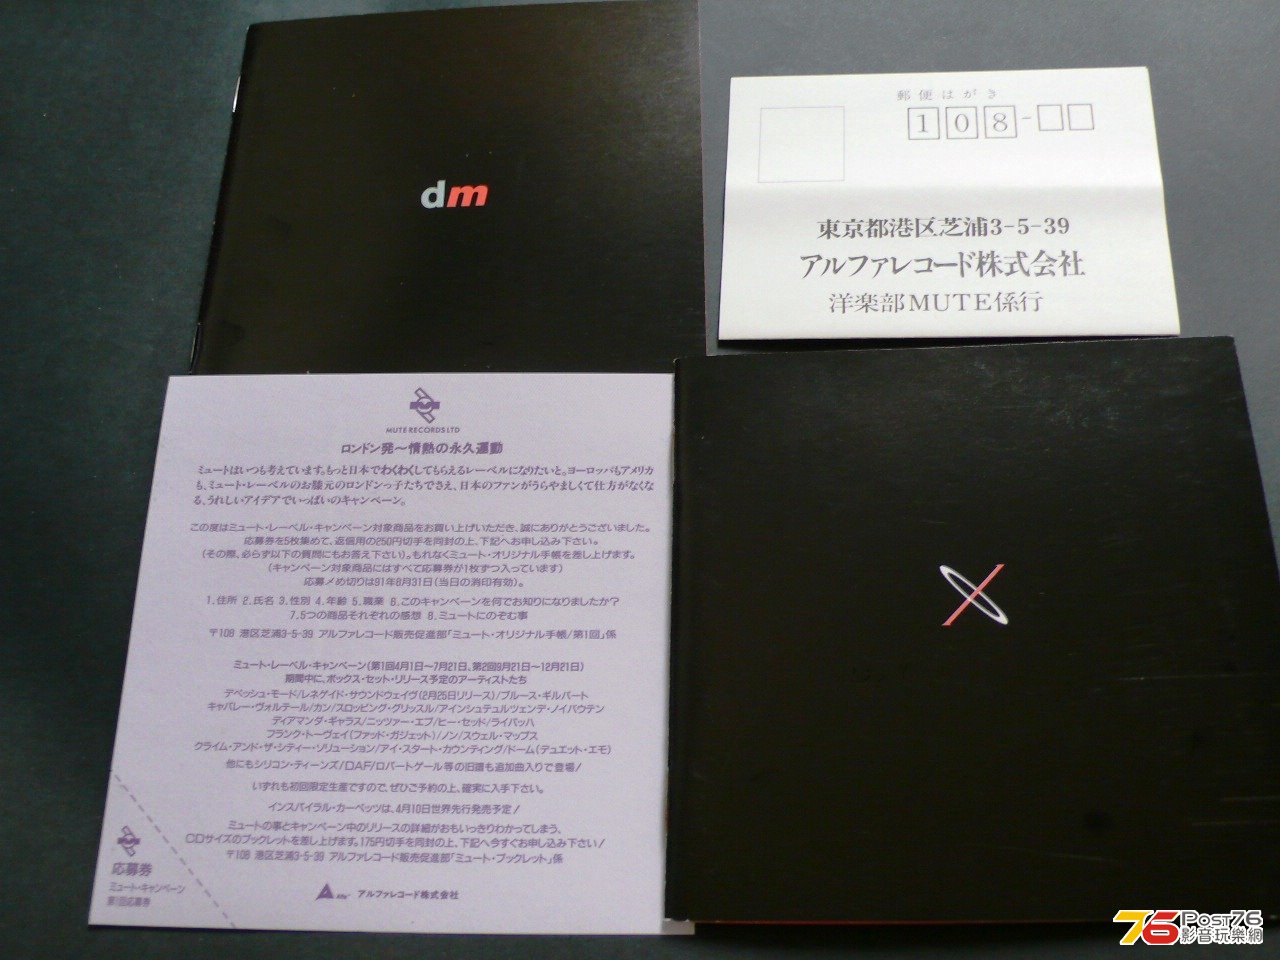 dm
郵便はがき
108-
東京都港区芝浦3-5-39
アルファレコード株式会社
洋楽部MUTE係行
MUTE RECORDS LTD
ロンドン発～情熱の永久運動
ミュートはいつも考えています。もっと日本でわくわくしてもらえるレーベルになりたいと。ヨーロッパもアメリカ
も、ミュート・レーベルのお膝元のロンドンっ子たちでさえ、日本のファンがうらやましくて仕方がなくな
る、うれしいアイデアでいっぱいのキャンペーン。
この度はミュート・レーベル・キャンペーン対象商品をお買い上げいただき、誠にありがとうございました。
応募券を5枚集めて、返信用の250円切手を同封の上、下記へお申し込み下さい。
(その際、必らず以下の質問にもお答え下さい)。もれなくミュート・オリジナル手帳を差し上げます。
(キャンペーン対象商品にはすべて応募券が1枚ずつ入っています)
応募〆め切りは91年8月31日(当日の消印有効)。
1.住所 2.氏名 3.性別 4.年齢 5.職業 6.このキャンペーンを何でお知りになりましたか?
7.5つの商品それぞれの感想 8.ミュートにのぞむ事
〒108 港区芝浦3-5-39 アルファレコード販売促進部「ミュート・オリジナル手帳/第1回」係
ミュート・レーベル・キャンペーン(第1回4月1日～7月21日、第2回9月21日～12月21日)
期間中に、ボックス・セット・リリース予定のアーティストたち
デペッシュ・モード/レネゲイド・サウンドウェイヴ(2月25日リリース)/ブルース・ギルバート
キャバレー・ヴォルテール/カン/スロッビング・グリッスル/アインシュテュルツェンデ・ノイバウテン
ディアマンダ・ギャラス/ニッツァー・エブ/ヒー・セッド/ライバッハ
フランク・トーヴェイ(ファッド・ガジェット)/ノン/スウェル・マップス
クライム・アンド・ザ・シティー・ソリューション/アイ・スタート・カウンティング/ドーム(デュエット・エモ)
他にもシリコン・ティーンズ/DAF/ロバートゲール等の旧譜も追加曲入りで登場!
いずれも初回限定生産ですので、ぜひご予約の上、確実に入手下さい。
インスパイラル・カーペッツは、4月10日世界先行発売予定!
ミュートの事とキャンペーン中のリリースの詳細がおもいっきりわかってしまう、
CDサイズのブックレットを差し上げます。175円切手を同封の上、下記へ今すぐお申し込み下さい!
〒108 港区芝浦3-5-39 アルファレコード販売促進部「ミュート・ブックレット」係
アルファレコード株式会社
応募券
ミュート・キャンペーン
第1回応募券
76 Post76
影音玩樂網